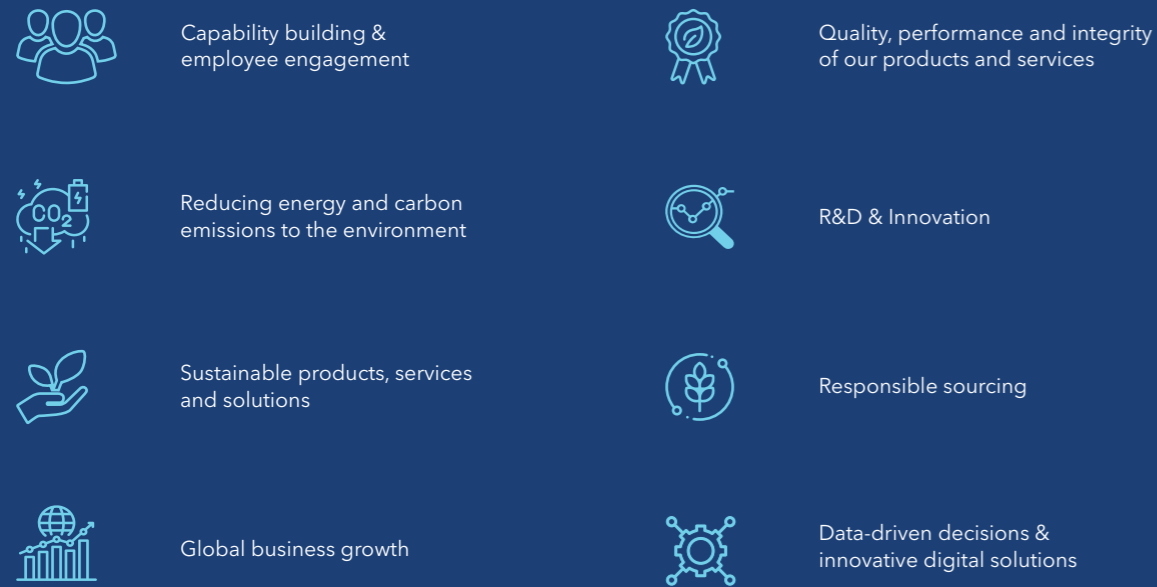 Capability building &
employee engagement
Quality, performance and integrity
of our products and services
CO2
Reducing energy and carbon
emissions to the environment
R&D & Innovation
Sustainable products, services
and solutions
Responsible sourcing
Global business growth
Data-driven decisions &
innovative digital solutions